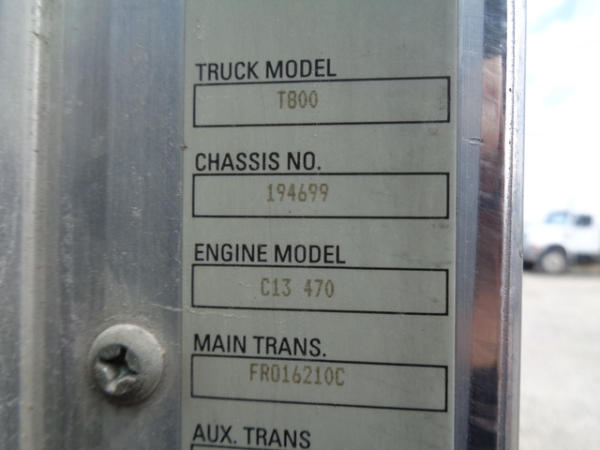 TRUCK MODEL
T800
CHASSIS NO.
194699
ENGINE MODEL
C13 470
MAIN TRANS.
FRO16210C
AUX. TRANS